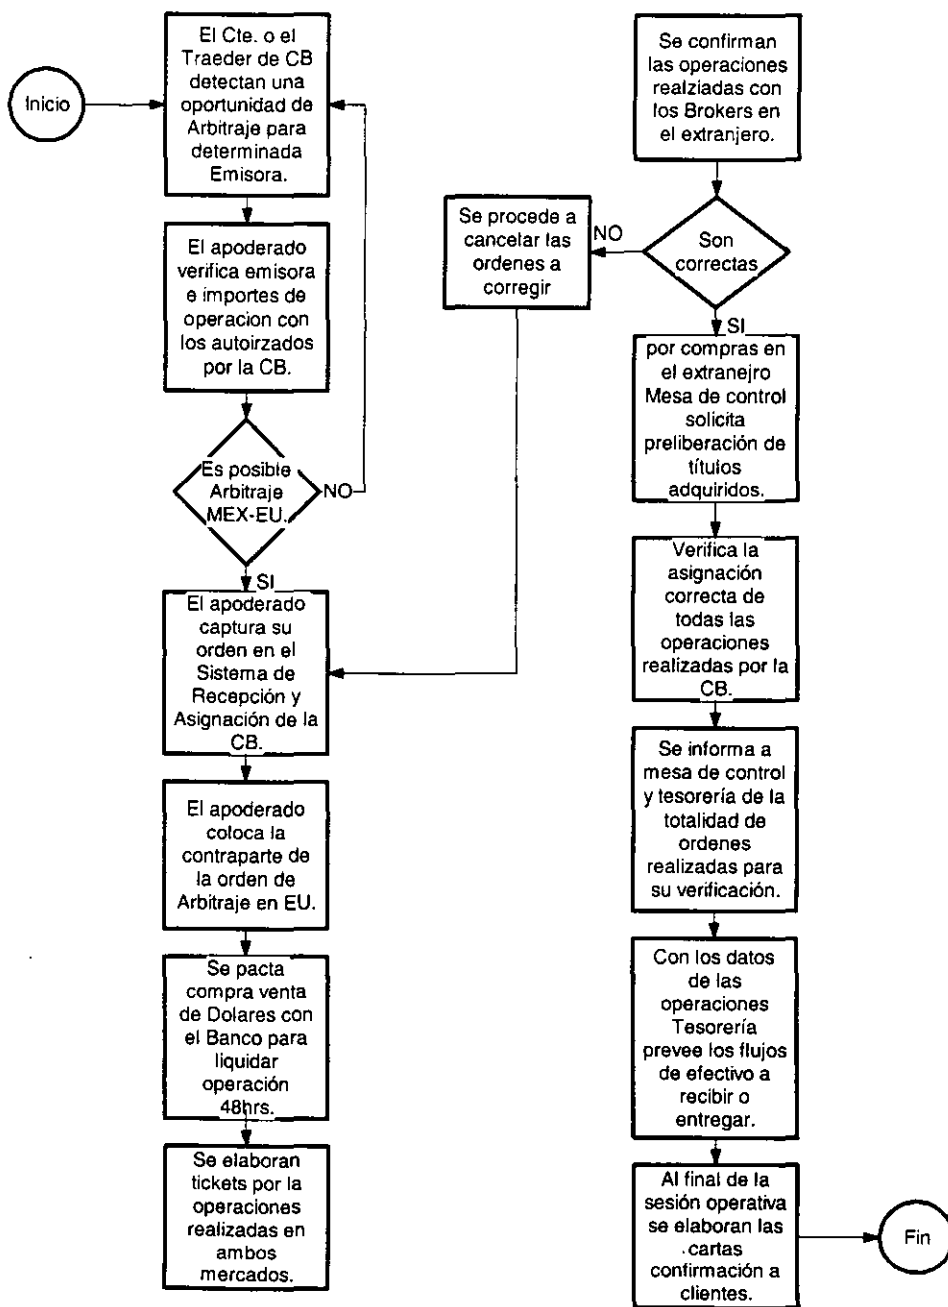 Inicio
El Cte. o el
Traeder de CB
detectan una
oportunidad de
Arbitraje para
determinada
Emisora.
El apoderado
verifica emisora
e importes de
operacion con
los autoirzados
por la CB.
Es posible
Arbitraje
MEX-EU.
NO
SI
El apoderado
captura su
orden en el
Sistema de
Recepción y
Asignación de la
CB.
El apoderado
coloca la
contraparte de
la orden de
Arbitraje en EU.
Se pacta
compra venta
de Dolares con
el Banco para
liquidar
operación
48hrs.
Se elaboran
tickets por la
operaciones
realizadas en
ambos
mercados.
Se confirman
las operaciones
realziadas con
los Brokers en
el extranjero.
Son
correctas
NO
Se procede a
cancelar las
ordenes a
corregir
SI
por compras en
el extranejro
Mesa de control
solicita
preliberación de
títulos
adquiridos.
Verifica la
asignación
correcta de
todas las
operaciones
realizadas por la
CB.
Se informa a
mesa de control
y tesorería de la
totalidad de
ordenes
realizadas para
su verificación.
Con los datos
de las
operaciones
Tesorería
prevee los flujos
de efectivo a
recibir o
entregar.
Al final de la
sesión operativa
se elaboran las
cartas
confirmación a
clientes.
Fin